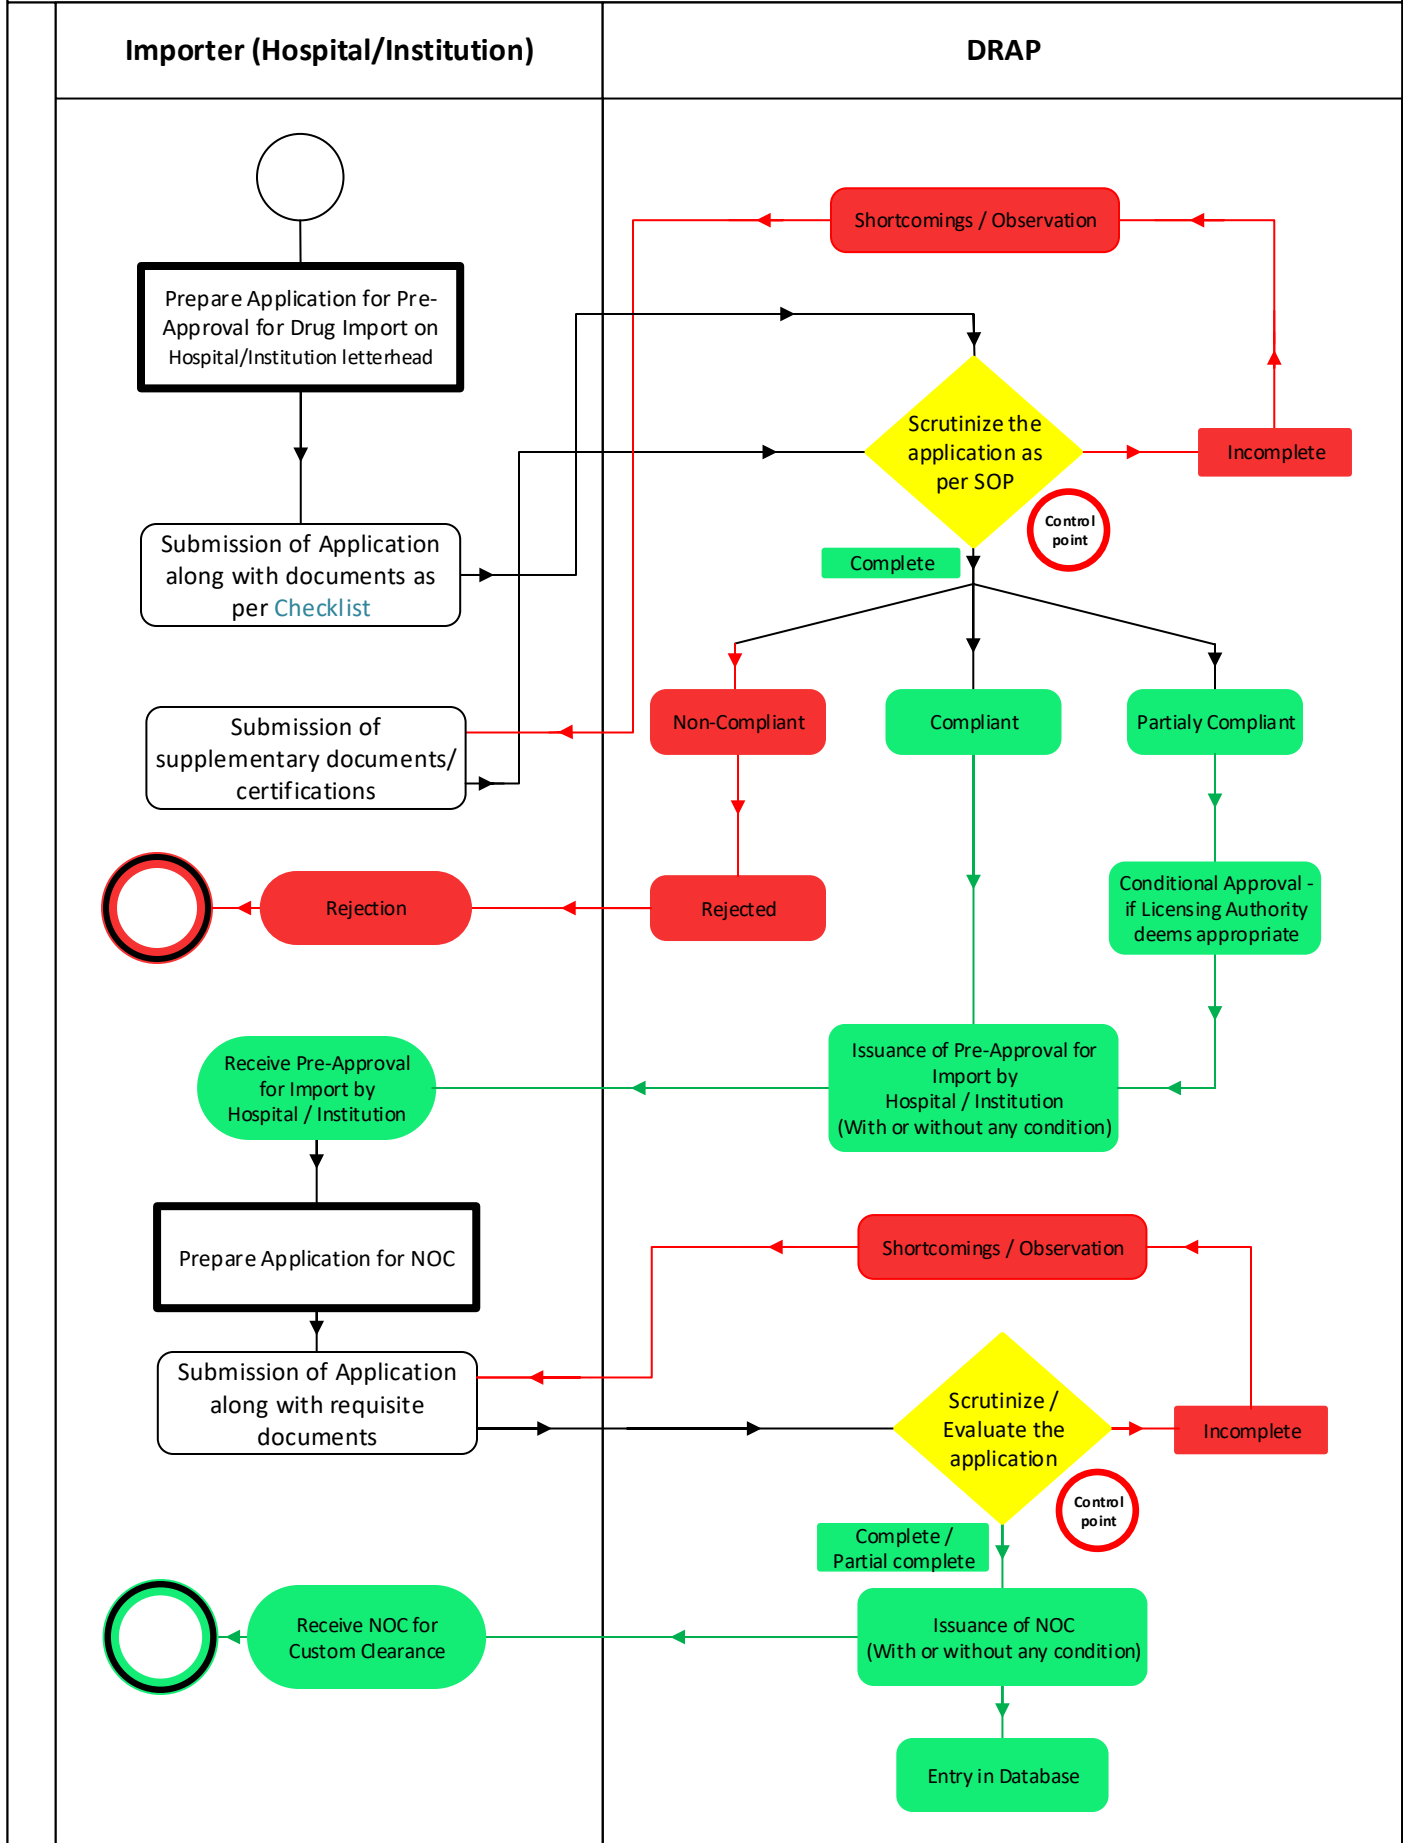 Importer (Hospital/Institution)
DRAP
Shortcomings / Observation
Prepare Application for Pre-
Approval for Drug Import on
Hospital/Institution letterhead
Scrutinize the
application as
per SOP
Incomplete
Control
point
Complete
Submission of Application
along with documents as
per Checklist
Submission of
supplementary documents/
certifications
Non-Compliant
Compliant
Partialy Compliant
Rejection
Rejected
Conditional Approval -
if Licensing Authority
deems appropriate
Receive Pre-Approval
for Import by
Hospital / Institution
Issuance of Pre-Approval for
Import by
Hospital / Institution
(With or without any condition)
Prepare Application for NOC
Shortcomings / Observation
Submission of Application
along with requisite
documents
Scrutinize /
Evaluate the
application
Incomplete
Control
point
Complete /
Partial complete
Receive NOC for
Custom Clearance
Issuance of NOC
(With or without any condition)
Entry in Database